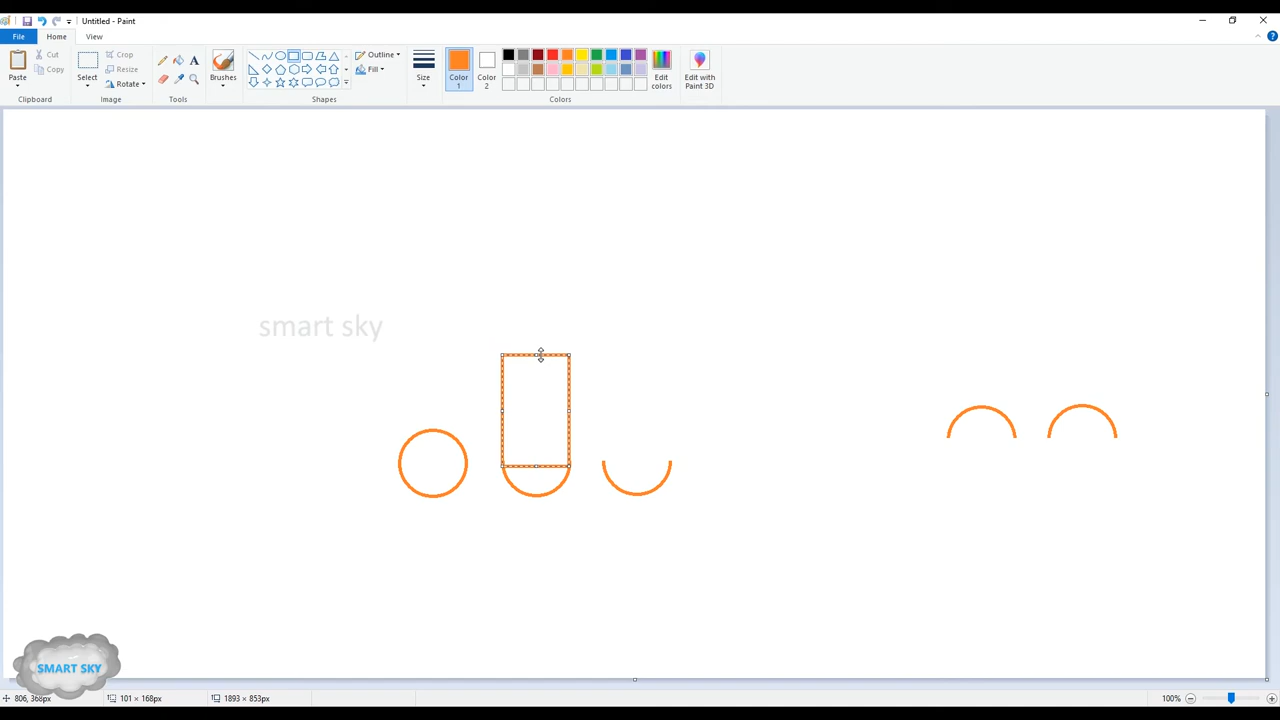 Untitled - Paint
File Home View
Paste
Cut
Copy
Clipboard
Select
Crop
Resize
Rotate
Image
Tools
Brushes
Shapes
Outline
Fill
Size
Color 1
Color 2
Edit colors
Colors
Edit with Paint 3D
smart sky
SMART SKY
806, 368px 101 × 168px 1893 × 853px 100%